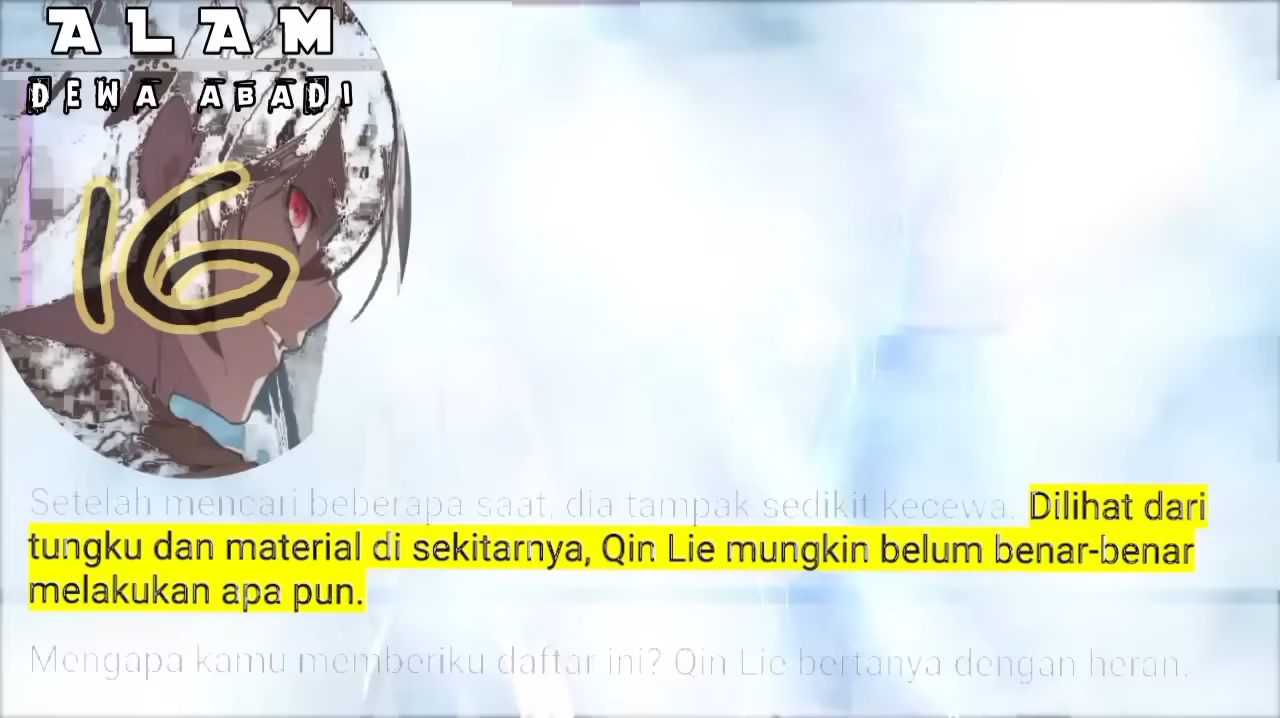 ALAM
DEWA ABADI
16
Setelah mencari beberapa saat, dia tampak sedikit kecewa. Dilihat dari
tungku dan material di sekitarnya, Qin Lie mungkin belum benar-benar
melakukan apa pun.
Mengapa kamu memberiku daftar ini? Qin Lie bertanya dengan heran.